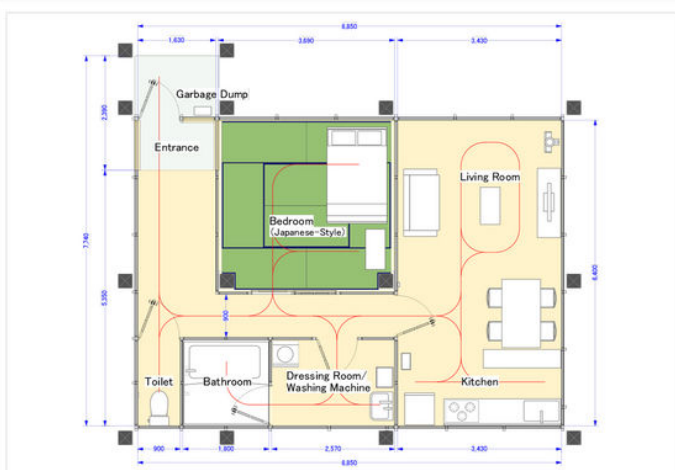 8,850
1,630
3,690
3,430
Garbage Dump
2,390
Entrance
Living Room
7,740
Bedroom
(Japanese-Style)
6,400
5,350
900
Toilet
Bathroom
Dressing Room/
Washing Machine
Kitchen
900
1,800
2,570
3,430
8,850